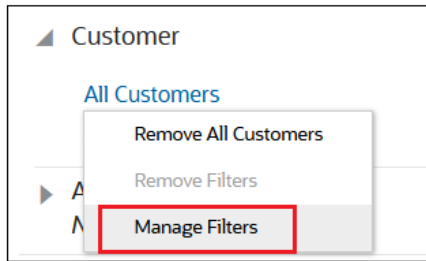 Customer
All Customers
Remove All Customers
Remove Filters
Manage Filters